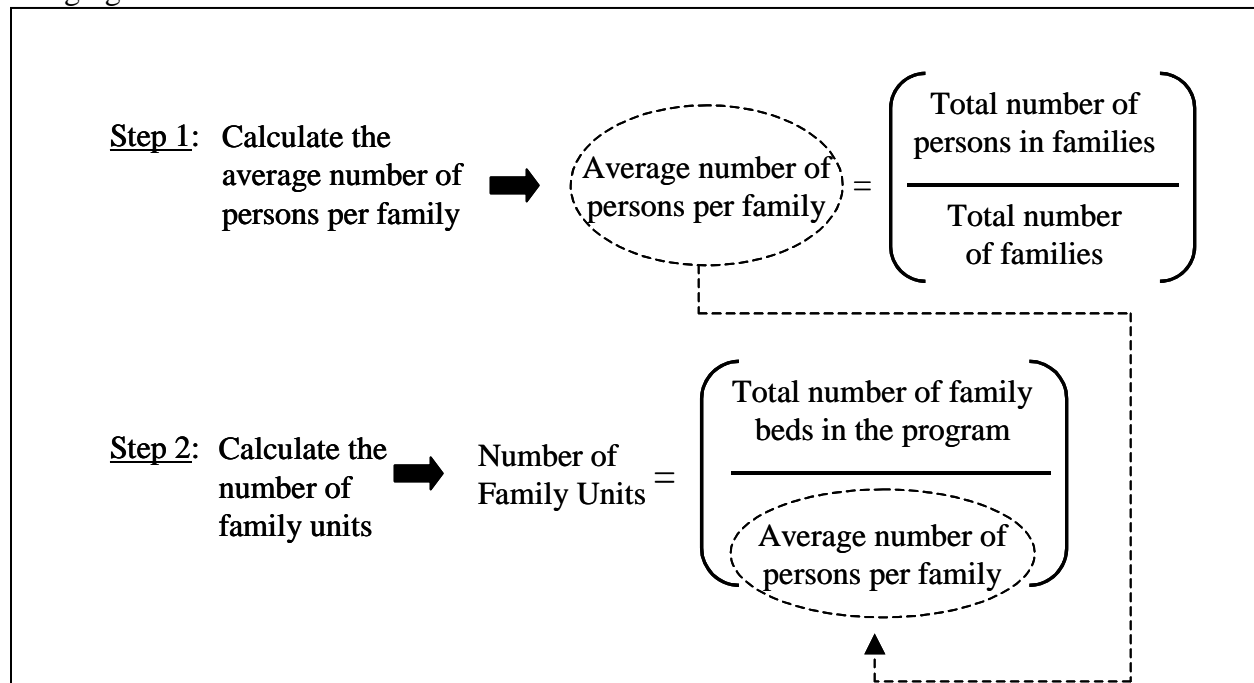 Step 1: Calculate the
average number of
persons per family
Average number of
persons per family
=
Total number of
persons in families
Total number
of families
Step 2: Calculate the
number of
family units
Number of
Family Units
=
Total number of family
beds in the program
Average number of
persons per family